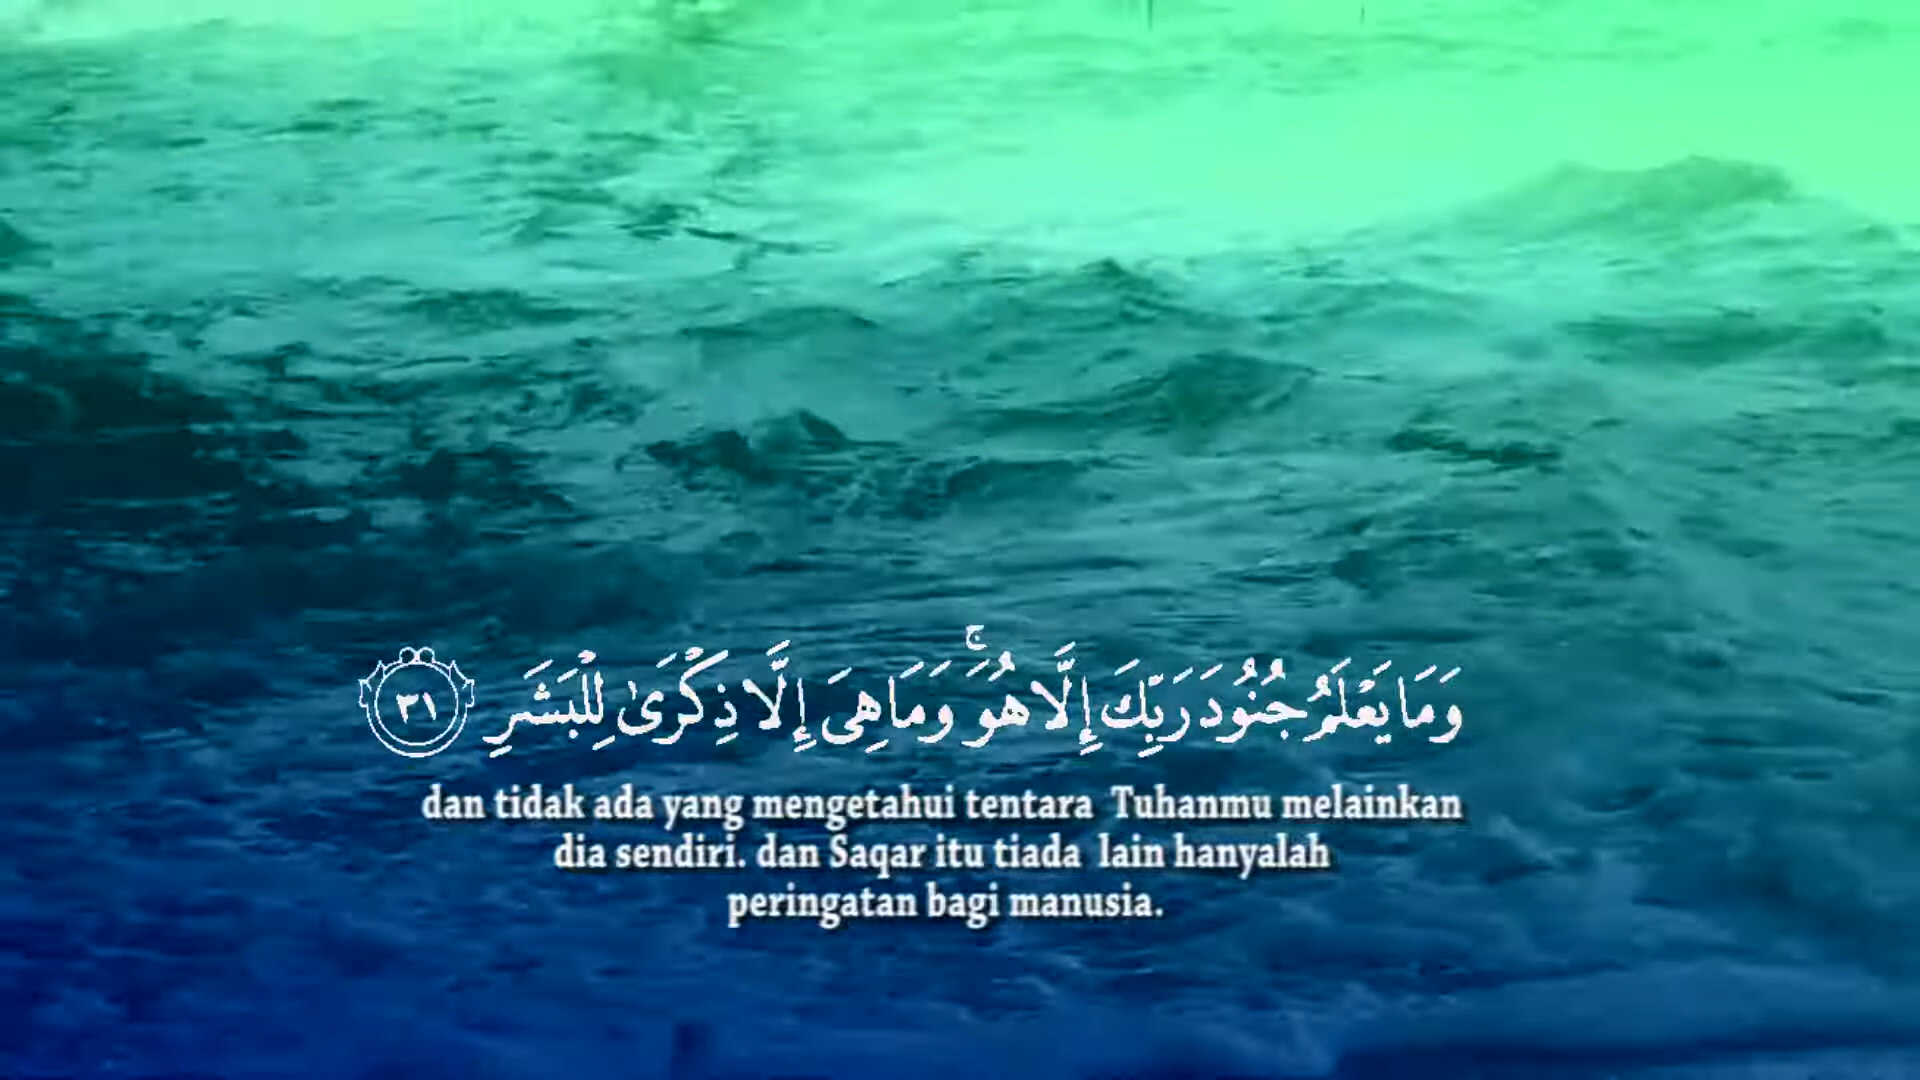 وَمَا يَعْلَمُ جُنُودَ رَبِّكَ إِلَّا هُوَ ۚ وَمَا هِىَ إِلَّا ذِكْرَىٰ لِلْبَشَرِ ٣١
dan tidak ada yang mengetahui tentara Tuhanmu melainkan
dia sendiri. dan Saqar itu tiada lain hanyalah
peringatan bagi manusia.